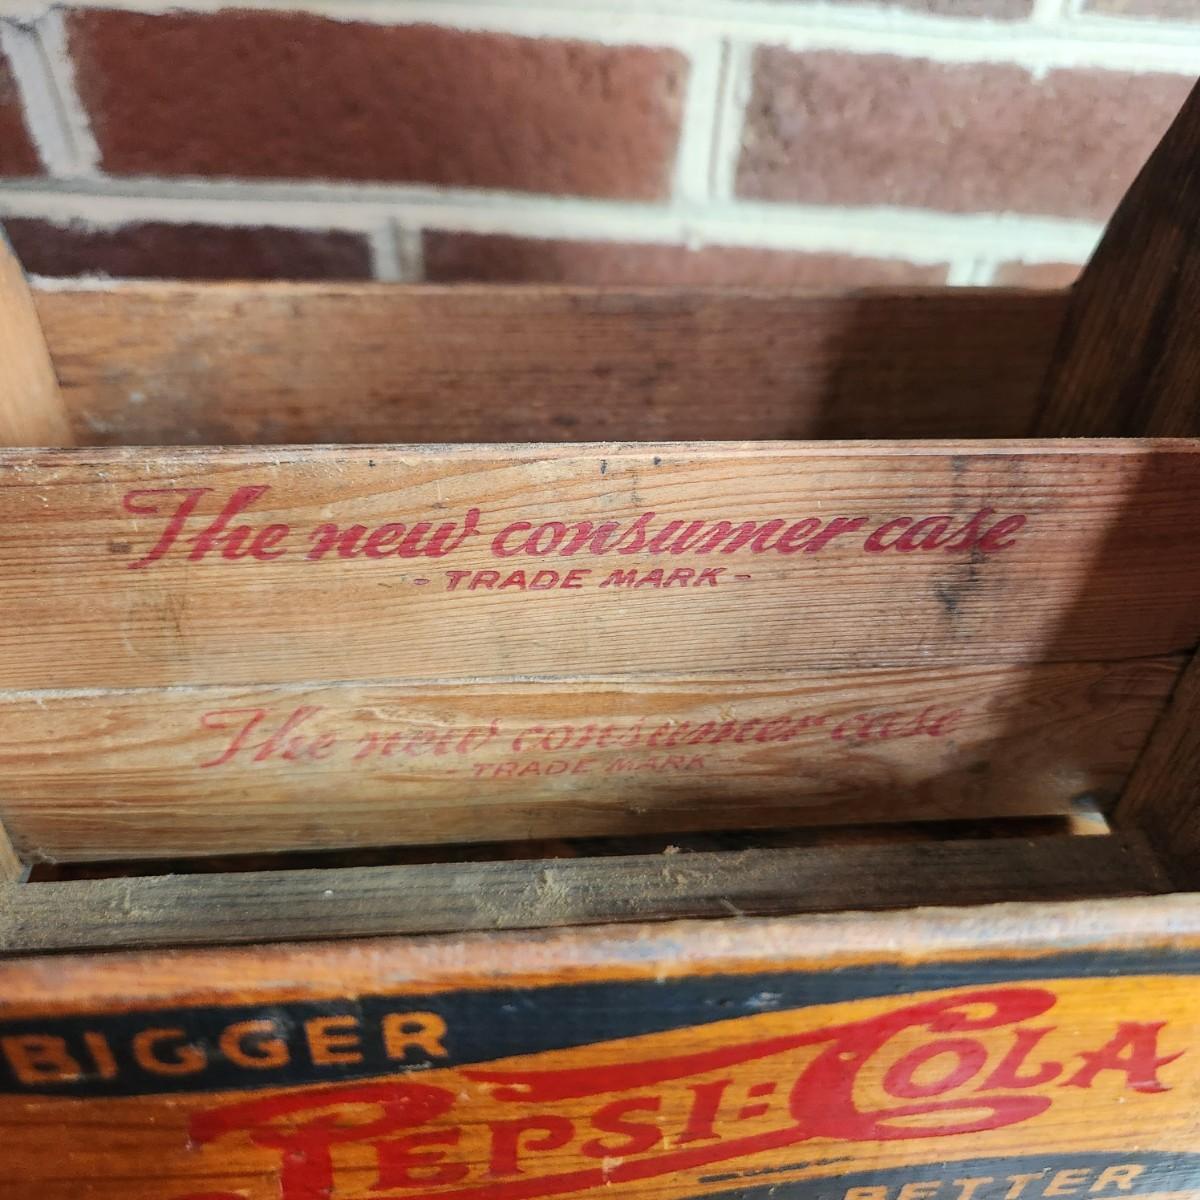 The new consumer case
- TRADE MARK -
The new consumer case
- TRADE MARK -
BIGGER
PEPSI:COLA
BETTER